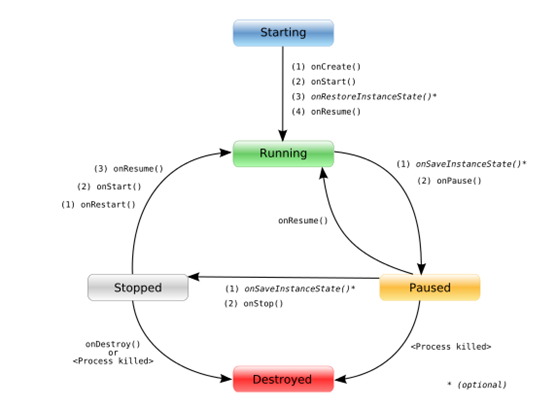 Starting
(1) onCreate()
(2) onStart()
(3) onRestoreInstanceState()*
(4) onResume()
Running
(3) onResume()
(2) onStart()
(1) onRestart()
(1) onSaveInstanceState()*
(2) onPause()
onResume()
Stopped
(1) onSaveInstanceState()*
(2) onStop()
Paused
onDestroy()
or
<Process killed>
<Process killed>
Destroyed
* (optional)